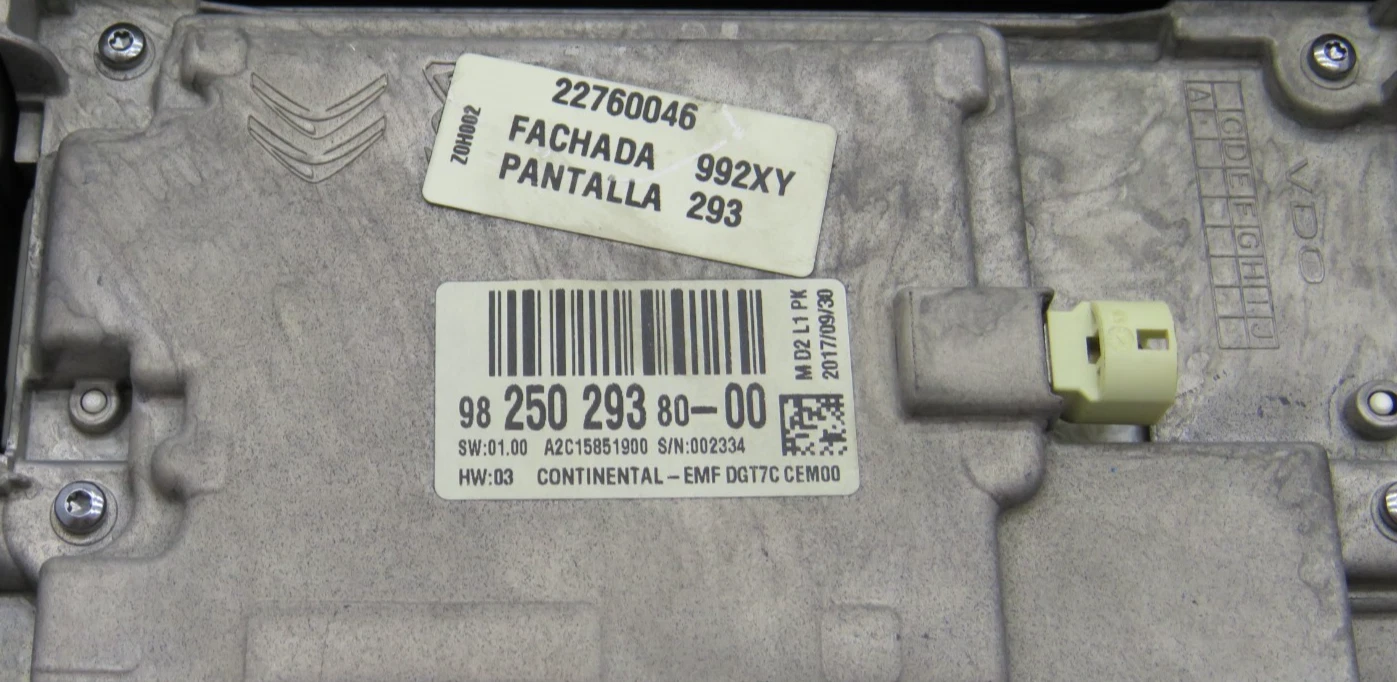 22760046
Z0H002
FACHADA 992XY
PANTALLA 293
M D2 L1 PK
2017/09/30
98 250 293 80-00
SW:01.00 A2C15851900 S/N:002334
HW:03 CONTINENTAL-EMF DGT7C CEM00
VDO
A
C D E F G H I J